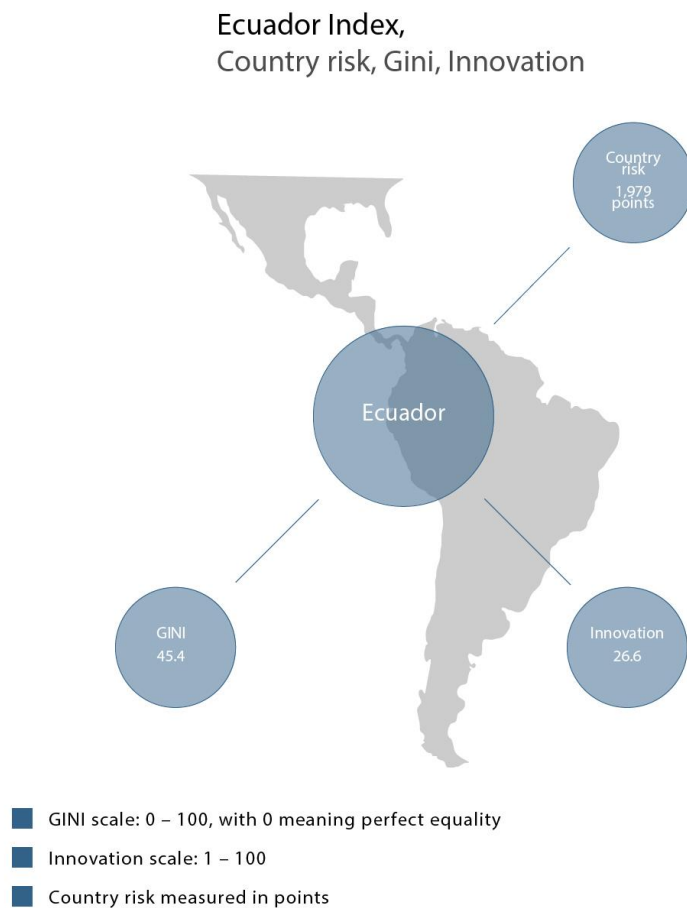 Ecuador Index,
Country risk, Gini, Innovation
Country
risk
1,979
points
Ecuador
GINI
45.4
Innovation
26.6
GINI scale: 0 – 100, with 0 meaning perfect equality
Innovation scale: 1 – 100
Country risk measured in points